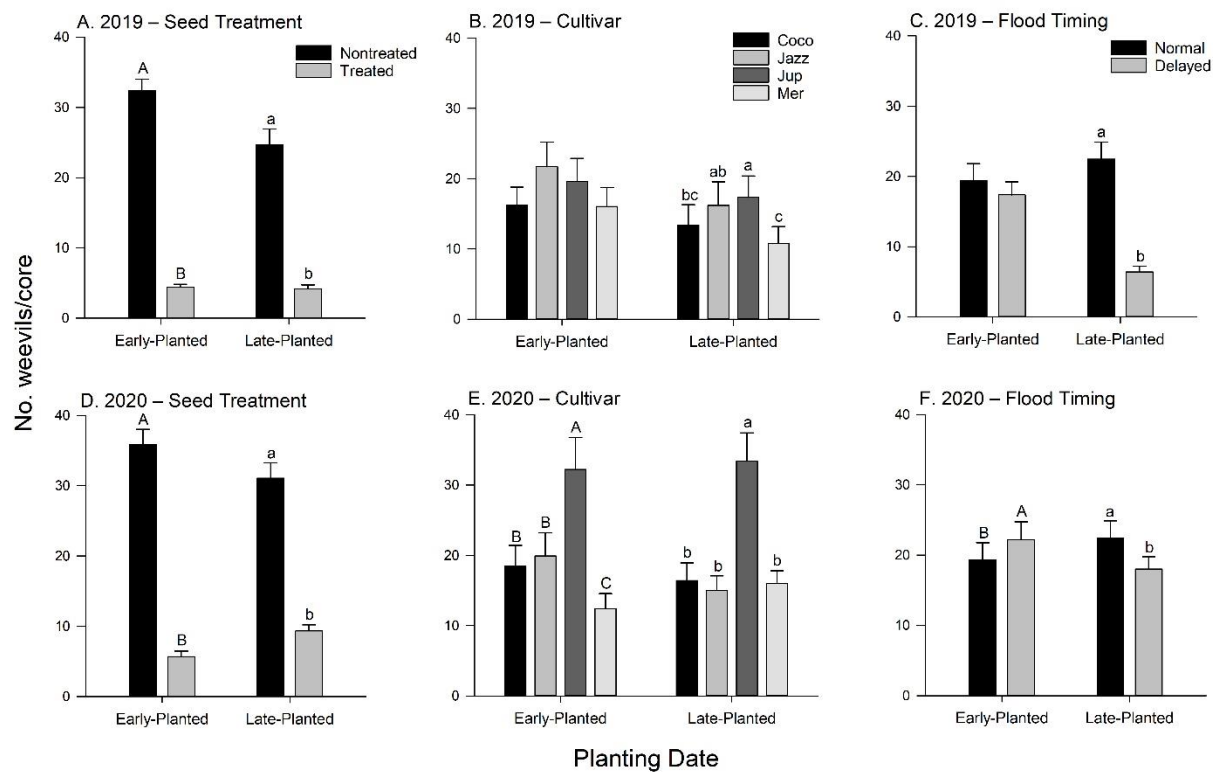 A. 2019 – Seed Treatment
40
30
20
10
0
Nontreated
Treated
A
B
a
b
Early-Planted
Late-Planted
B. 2019 – Cultivar
40
30
20
10
0
Coco
Jazz
Jup
Mer
bc
ab
a
c
Early-Planted
Late-Planted
C. 2019 – Flood Timing
40
30
20
10
0
Normal
Delayed
a
b
Early-Planted
Late-Planted
No. weevils/core
D. 2020 – Seed Treatment
40
30
20
10
0
A
B
a
b
Early-Planted
Late-Planted
E. 2020 – Cultivar
40
30
20
10
0
B
B
A
C
b
b
a
b
Early-Planted
Late-Planted
F. 2020 – Flood Timing
40
30
20
10
0
B
A
a
b
Early-Planted
Late-Planted
Planting Date